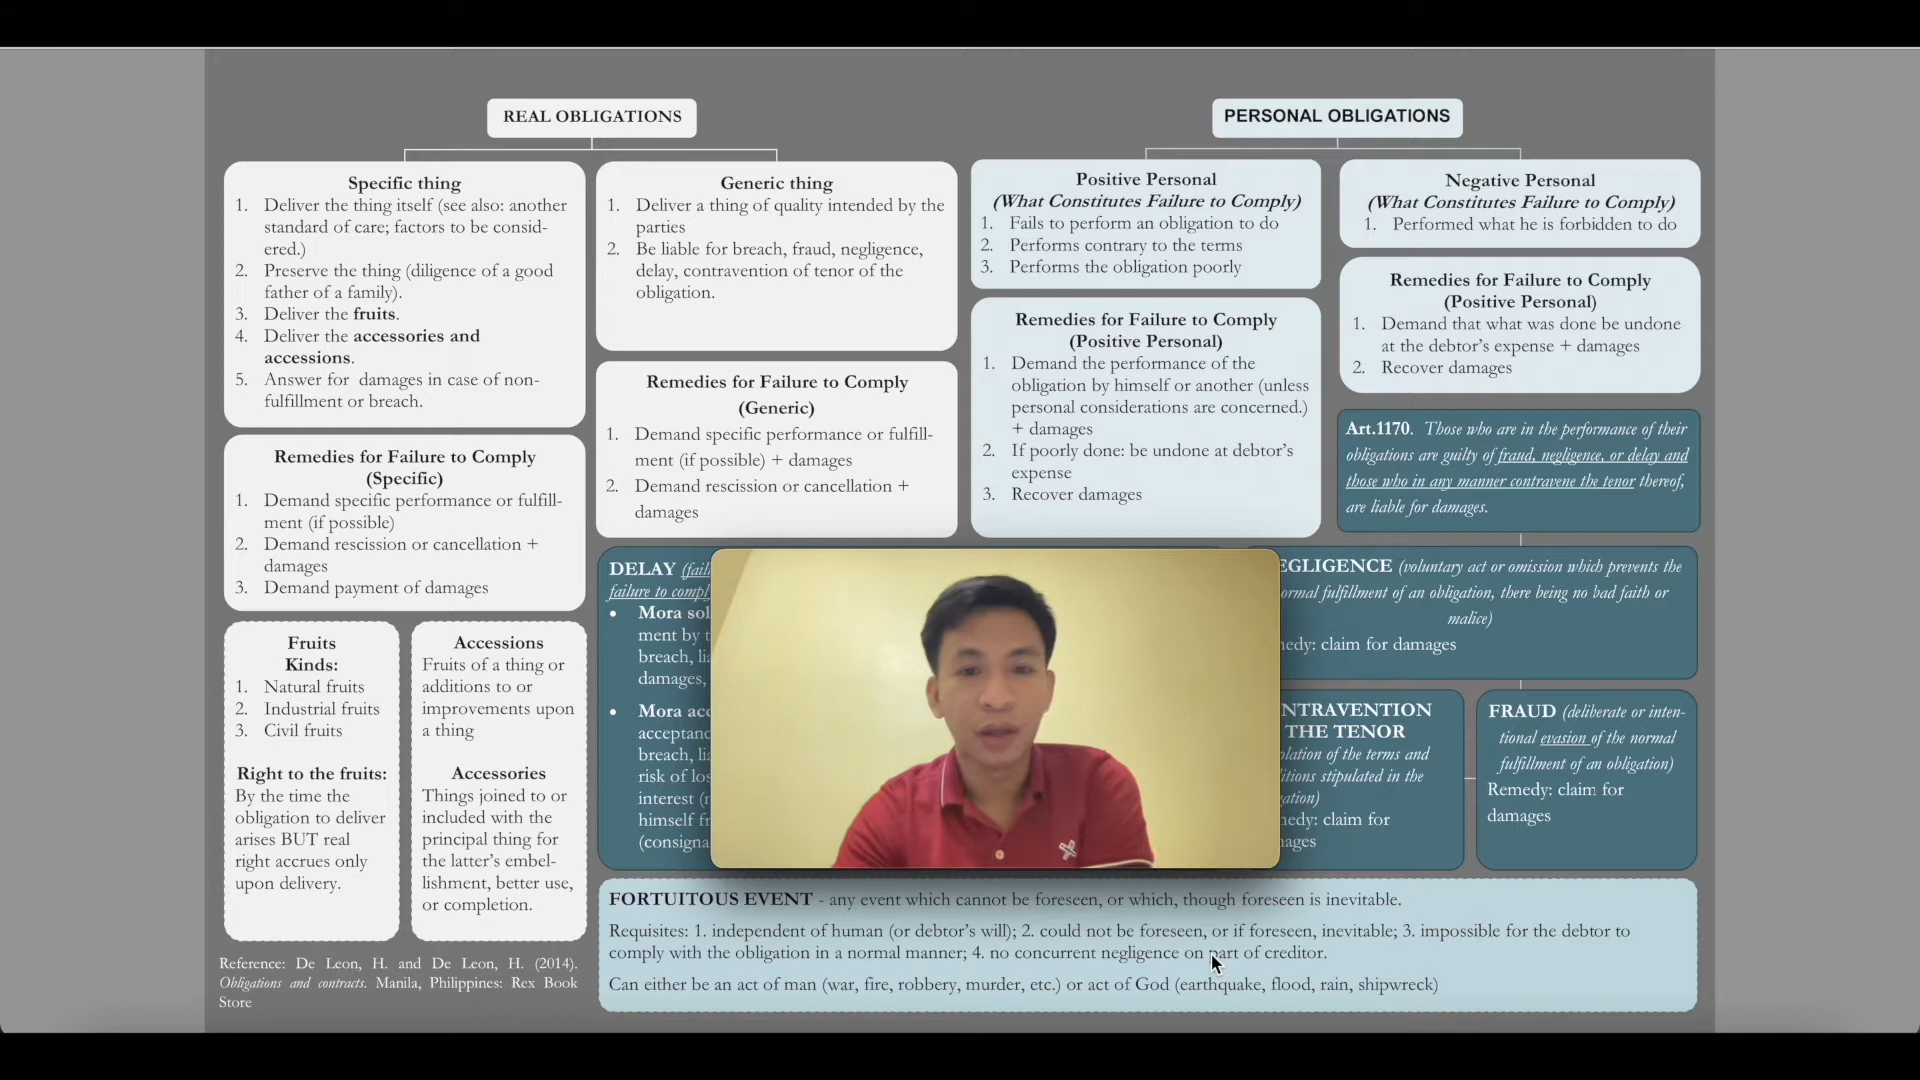 REAL OBLIGATIONS
Specific thing
1. Deliver the thing itself (see also: another
standard of care; factors to be consid-
ered.)
2. Preserve the thing (diligence of a good
father of a family).
3. Deliver the fruits.
4. Deliver the accessories and
accessions.
5. Answer for damages in case of non-
fulfillment or breach.
Remedies for Failure to Comply
(Specific)
1. Demand specific performance or fulfill-
ment (if possible)
2. Demand rescission or cancellation +
damages
3. Demand payment of damages
Fruits
Kinds:
1. Natural fruits
2. Industrial fruits
3. Civil fruits
Right to the fruits:
By the time the
obligation to deliver
arises BUT real
right accrues only
upon delivery.
Accessions
Fruits of a thing or
additions to or
improvements upon
a thing
Accessories
Things joined to or
included with the
principal thing for
the latter's embel-
lishment, better use,
or completion.
Reference: De Leon, H. and De Leon, H. (2014).
Obligations and contracts. Manila, Philippines: Rex Book
Store
Generic thing
1. Deliver a thing of quality intended by the
parties
2. Be liable for breach, fraud, negligence,
delay, contravention of tenor of the
obligation.
Remedies for Failure to Comply
(Generic)
1. Demand specific performance or fulfill-
ment (if possible) + damages
2. Demand rescission or cancellation +
damages
PERSONAL OBLIGATIONS
Positive Personal
(What Constitutes Failure to Comply)
1. Fails to perform an obligation to do
2. Performs contrary to the terms
3. Performs the obligation poorly
Remedies for Failure to Comply
(Positive Personal)
1. Demand the performance of the
obligation by himself or another (unless
personal considerations are concerned.)
+ damages
2. If poorly done: be undone at debtor's
expense
3. Recover damages
Negative Personal
(What Constitutes Failure to Comply)
1. Performed what he is forbidden to do
Remedies for Failure to Comply
(Positive Personal)
1. Demand that what was done be undone
at the debtor's expense + damages
2. Recover damages
Art.1170. Those who are in the performance of their
obligations are guilty of fraud, negligence, or delay and
those who in any manner contravene the tenor thereof,
are liable for damages.
DELAY
failure to
• Mora
ment by
breach,
damages,
• Mora
breach,
risk of
interest
himself
(voluntary act or omission which prevents the
fulfillment of an obligation, there being no bad faith or
malice)
claim for damages
THE TENOR
of the terms and
stipulated in the
claim for
FRAUD (deliberate or inten-
tional evasion of the normal
fulfillment of an obligation)
Remedy: claim for
damages
FORTUITOUS EVENT - any event which cannot be foreseen, or which, though foreseen is inevitable.
Requisites: 1. independent of human (or debtor's will); 2. could not be foreseen, or if foreseen, inevitable; 3. impossible for the debtor to
comply with the obligation in a normal manner; 4. no concurrent negligence on part of creditor.
Can either be an act of man (war, fire, robbery, murder, etc.) or act of God (earthquake, flood, rain, shipwreck)